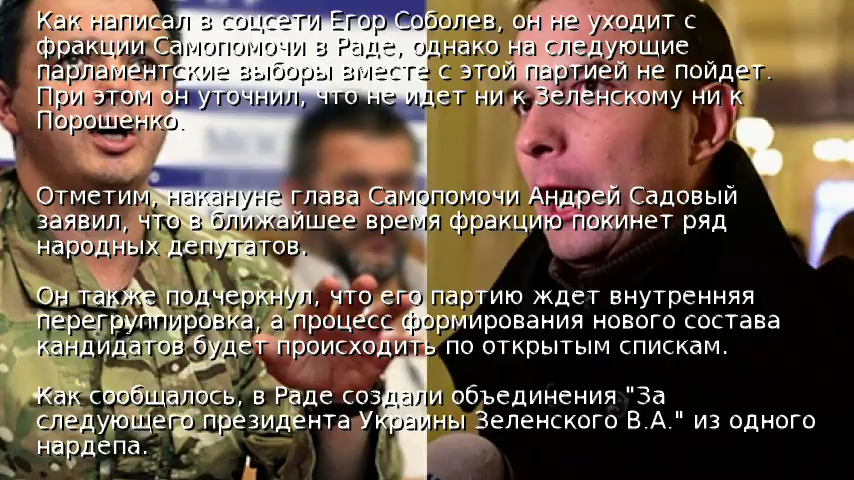 Как написал в соцсети Егор Соболев, он не уходит с
фракции Самопомочи в Раде, однако на следующие
парламентские выборы вместе с этой партией не пойдет.
При этом он уточнил, что не идет ни к Зеленскому ни к
Порошенко.
Отметим, накануне глава Самопомочи Андрей Садовый
заявил, что в ближайшее время фракцию покинет ряд
народных депутатов.
Он также подчеркнул, что его партию ждет внутренняя
перегруппировка, а процесс формирования нового состава
кандидатов будет происходить по открытым спискам.
Как сообщалось, в Раде создали объединения "За
следующего президента Украины Зеленского В.А." из одного
нардепа.